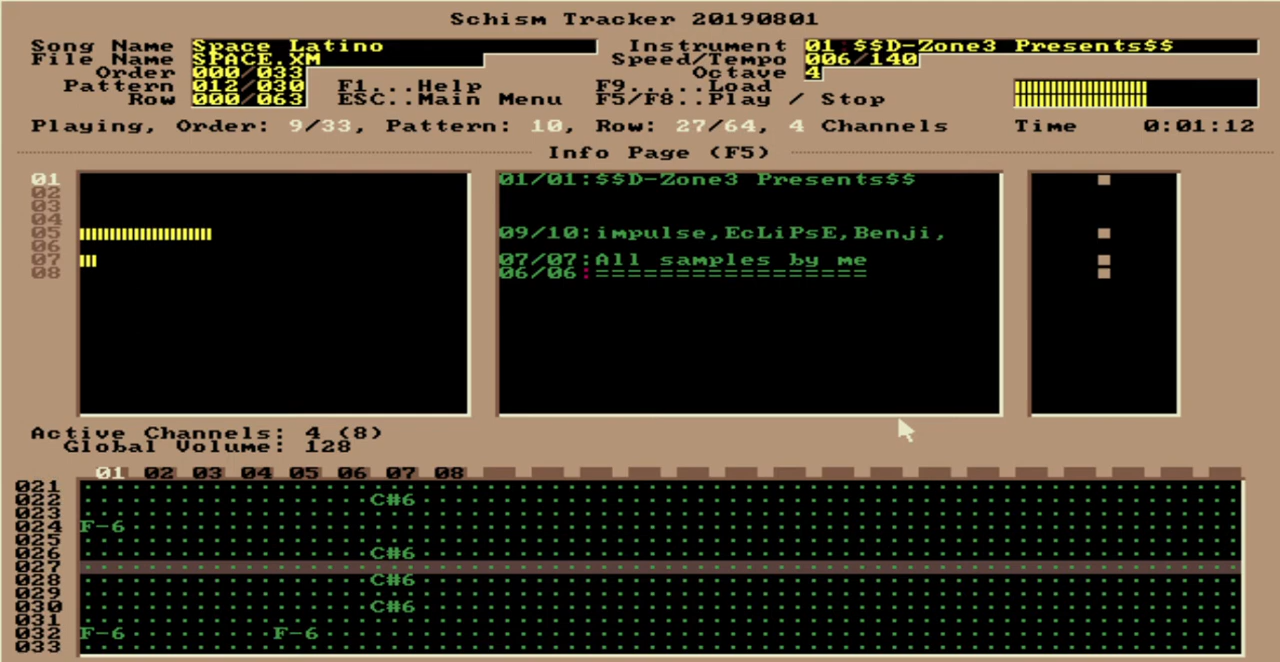 Schism Tracker 20190801
Song Name Space Latino Instrument 01:$$D-Zone3 Presents$$
File Name SPACE.XM Speed/Tempo 006/140
Order 000/033 Octave 4
Pattern 012/030 F1...Help F9.....Load
Row 000/063 ESC..Main Menu F5/F8..Play / Stop
Playing, Order: 9/33, Pattern: 10, Row: 27/64, 4 Channels Time 0:01:12
Info Page (F5)
01 01/01:$$D-Zone3 Presents$$
02
03
04
05 09/10:impulse,EcLiPsE,Benji,
06
07 07/07:All samples by me
08 06/06:=================
Active Channels: 4 (8)
Global Volume: 128
01 02 03 04 05 06 07 08
021
022 C#6
023
024 F-6
025
026 C#6
027
028 C#6
029
030 C#6
031
032 F-6 F-6
033